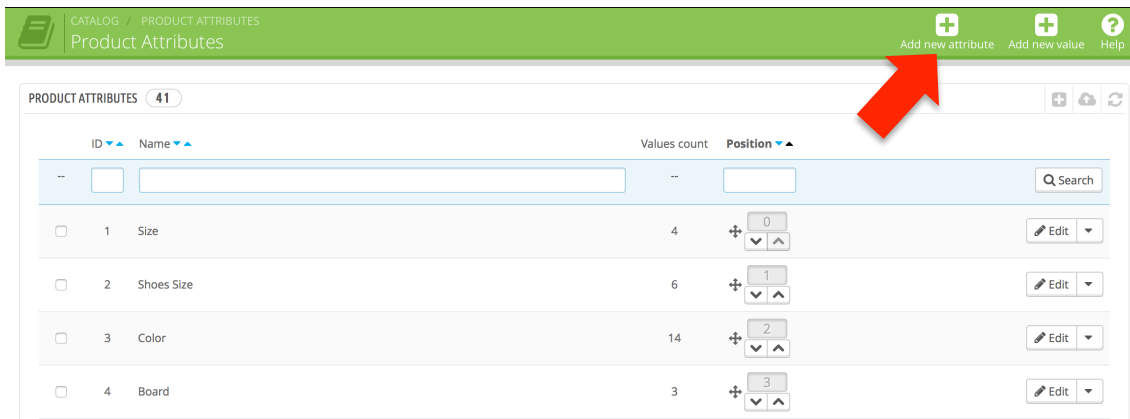 CATALOG / PRODUCT ATTRIBUTES
Product Attributes
Add new attribute Add new value Help
PRODUCT ATTRIBUTES 41
ID Name Values count Position
-- -- Search
1 Size 4 0 Edit
2 Shoes Size 6 1 Edit
3 Color 14 2 Edit
4 Board 3 3 Edit